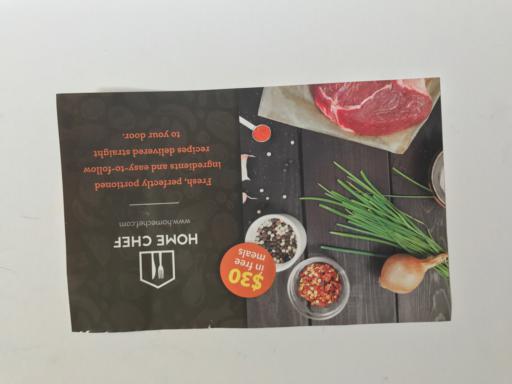 HOME CHEF
www.homechef.com
Fresh, perfectly portioned
ingredients and easy-to-follow
recipes delivered straight
to your door.
$30
in free
meals